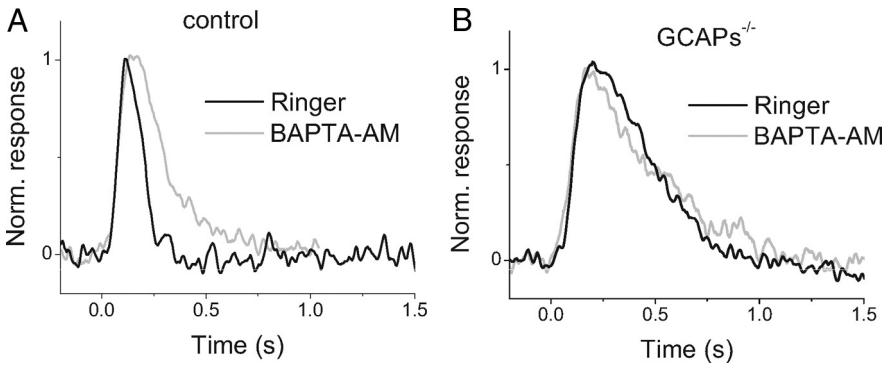 A
control
Norm. response
1
0
Ringer
BAPTA-AM
0.0 0.5 1.0 1.5
Time (s)
B
GCAPs-/-
Norm. response
1
0
Ringer
BAPTA-AM
0.0 0.5 1.0 1.5
Time (s)